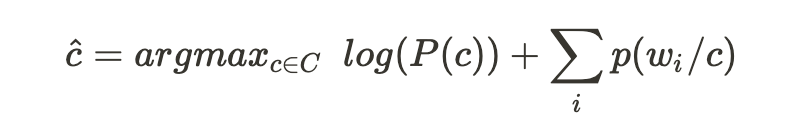 ĉ = argmax_{c∈C} log(P(c)) + ∑_i p(w_i/c)